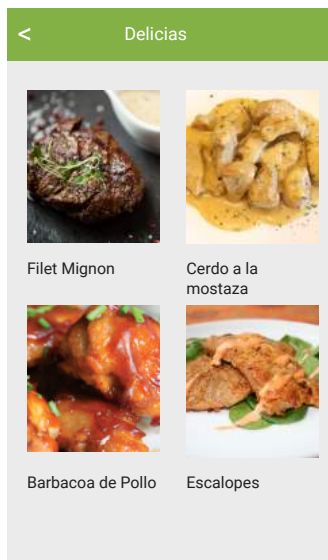 < Delicias
Filet Mignon
Cerdo a la
mostaza
Barbacoa de Pollo
Escalopes